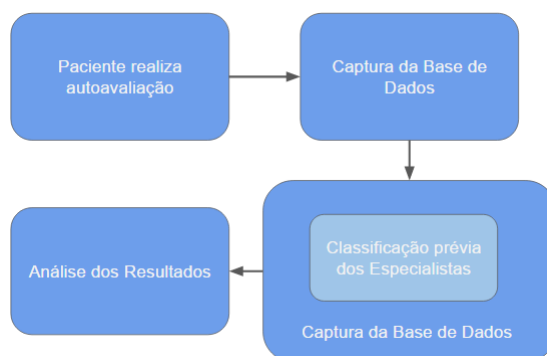 Paciente realiza
autoavaliação
Captura da Base de
Dados
Classificação prévia
dos Especialistas
Captura da Base de Dados
Análise dos Resultados